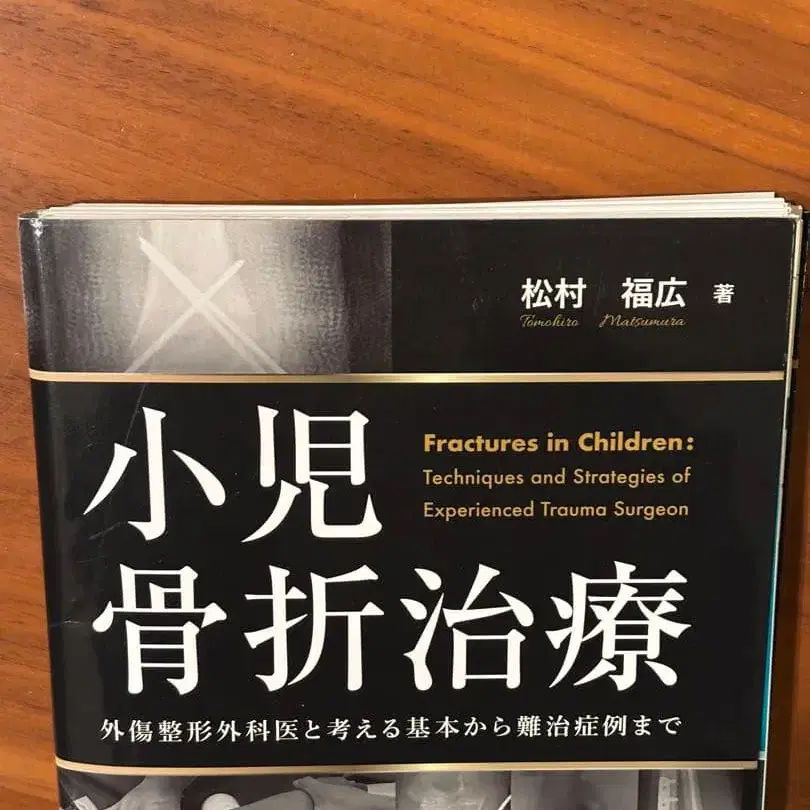 松村 福広 著
Tomohiro Matsumura
小児
骨折治療
Fractures in Children:
Techniques and Strategies of
Experienced Trauma Surgeon
外傷整形外科医と考える基本から難治症例まで